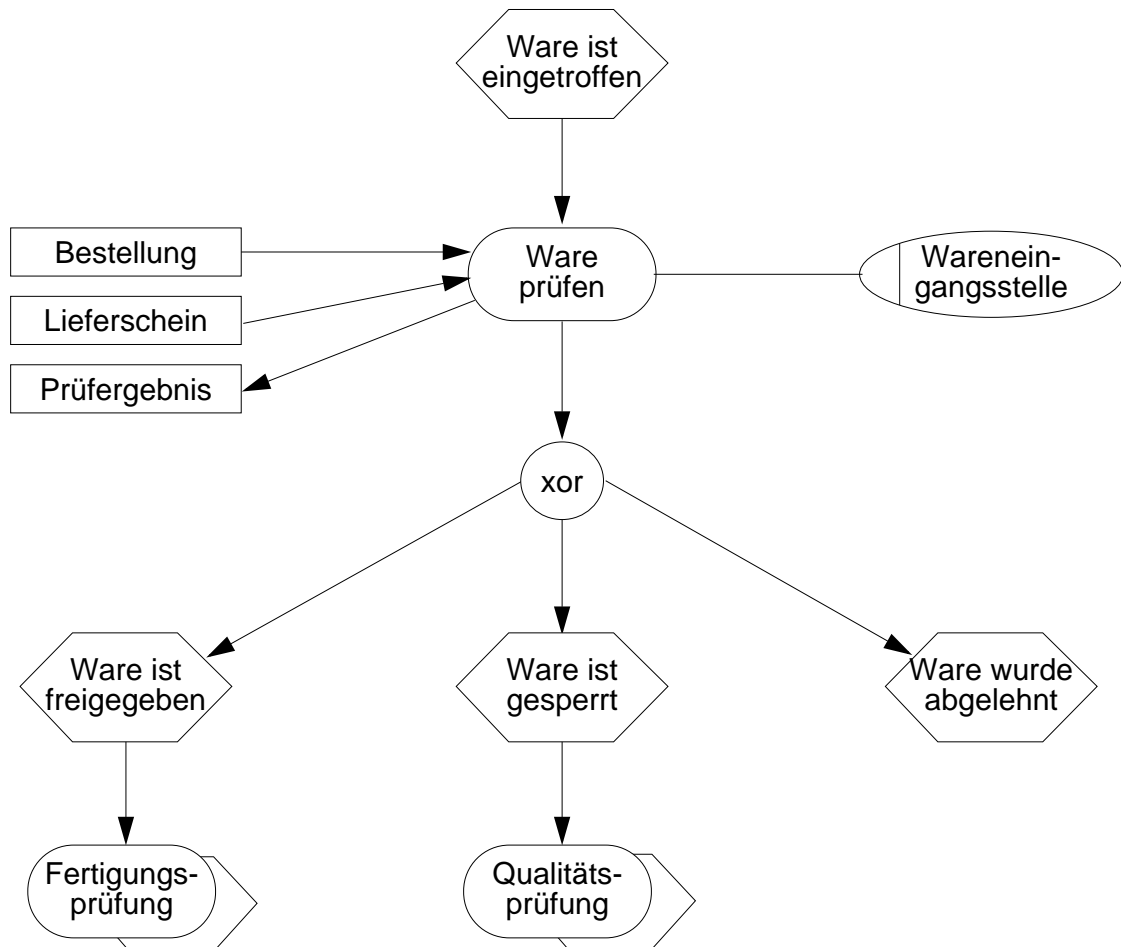 Ware ist
eingetroffen
Bestellung
Ware
prüfen
Wareneingangsstelle
Lieferschein
Prüfergebnis
xor
Ware ist
freigegeben
Ware ist
gesperrt
Ware wurde
abgelehnt
Fertigungs-
prüfung
Qualitäts-
prüfung